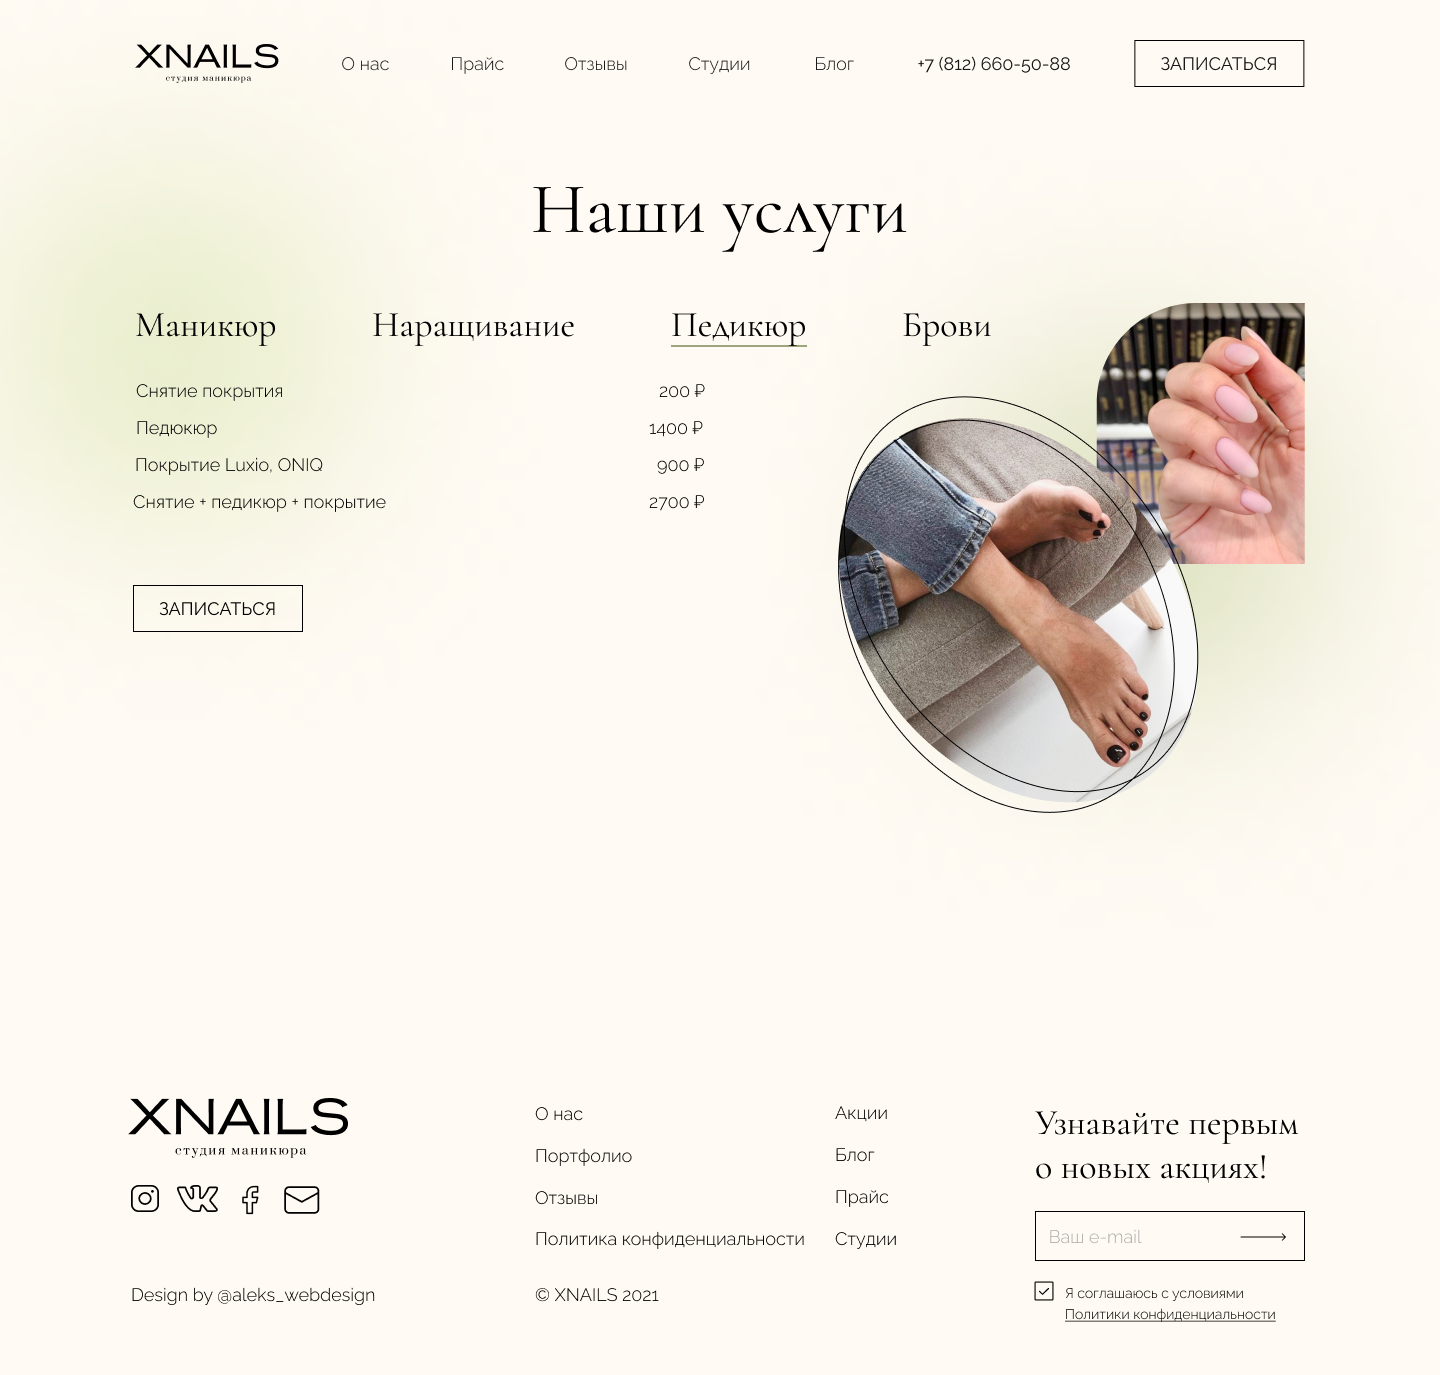 XNAILS
студия маникюра
О нас
Прайс
Отзывы
Студии
Блог
+7 (812) 660-50-88
ЗАПИСАТЬСЯ
Наши услуги
Маникюр
Наращивание
Педикюр
Брови
Снятие покрытия 200 ₽
Педюкюр 1400 ₽
Покрытие Luxio, ONIQ 900 ₽
Снятие + педикюр + покрытие 2700 ₽
ЗАПИСАТЬСЯ
XNAILS
студия маникюра
Design by @aleks_webdesign
О нас
Портфолио
Отзывы
Политика конфиденциальности
© XNAILS 2021
Акции
Блог
Прайс
Студии
Узнавайте первым
о новых акциях!
Ваш e-mail
Я соглашаюсь с условиями
Политики конфиденциальности